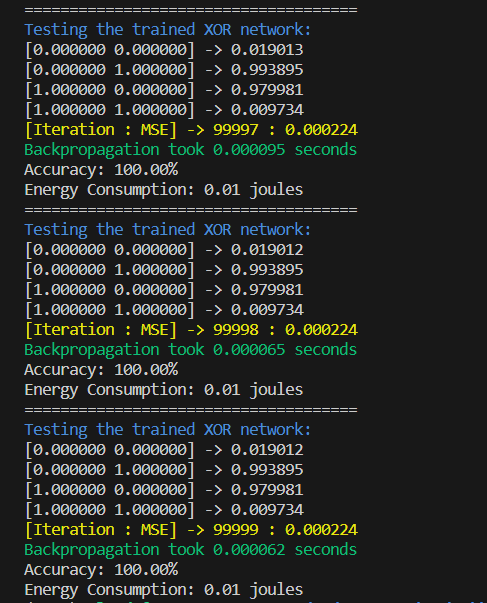 =====================================
Testing the trained XOR network:
[0.000000 0.000000] -> 0.019013
[0.000000 1.000000] -> 0.993895
[1.000000 0.000000] -> 0.979981
[1.000000 1.000000] -> 0.009734
[Iteration : MSE] -> 99997 : 0.000224
Backpropagation took 0.000095 seconds
Accuracy: 100.00%
Energy Consumption: 0.01 joules
=====================================
Testing the trained XOR network:
[0.000000 0.000000] -> 0.019012
[0.000000 1.000000] -> 0.993895
[1.000000 0.000000] -> 0.979981
[1.000000 1.000000] -> 0.009734
[Iteration : MSE] -> 99998 : 0.000224
Backpropagation took 0.000065 seconds
Accuracy: 100.00%
Energy Consumption: 0.01 joules
=====================================
Testing the trained XOR network:
[0.000000 0.000000] -> 0.019012
[0.000000 1.000000] -> 0.993895
[1.000000 0.000000] -> 0.979981
[1.000000 1.000000] -> 0.009734
[Iteration : MSE] -> 99999 : 0.000224
Backpropagation took 0.000062 seconds
Accuracy: 100.00%
Energy Consumption: 0.01 joules